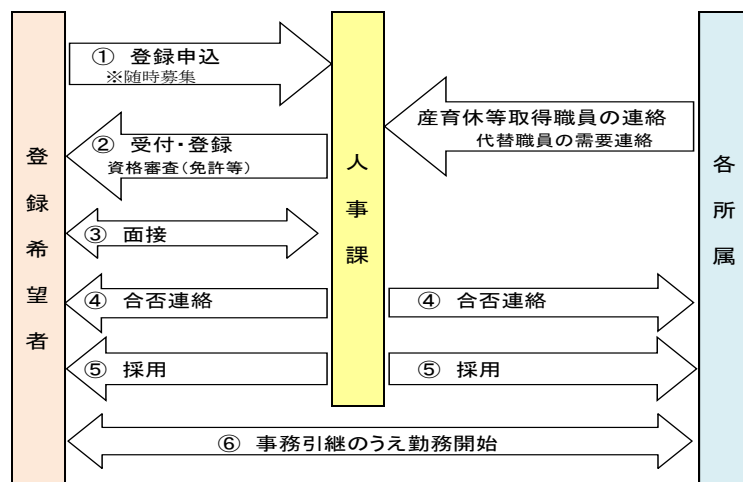 登録希望者
人事課
各所属
① 登録申込
※随時募集
産育休等取得職員の連絡
代替職員の需要連絡
② 受付・登録
資格審査(免許等)
③ 面接
④ 合否連絡
④ 合否連絡
⑤ 採用
⑤ 採用
⑥ 事務引継のうえ勤務開始